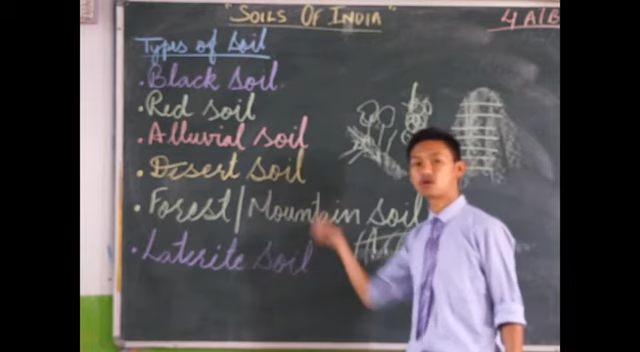 "SOILS OF INDIA"
4 A/B
Types of Soil
• Black Soil
• Red Soil
• Alluvial Soil
• Desert Soil
• Forest/Mountain Soil
• Laterite Soil